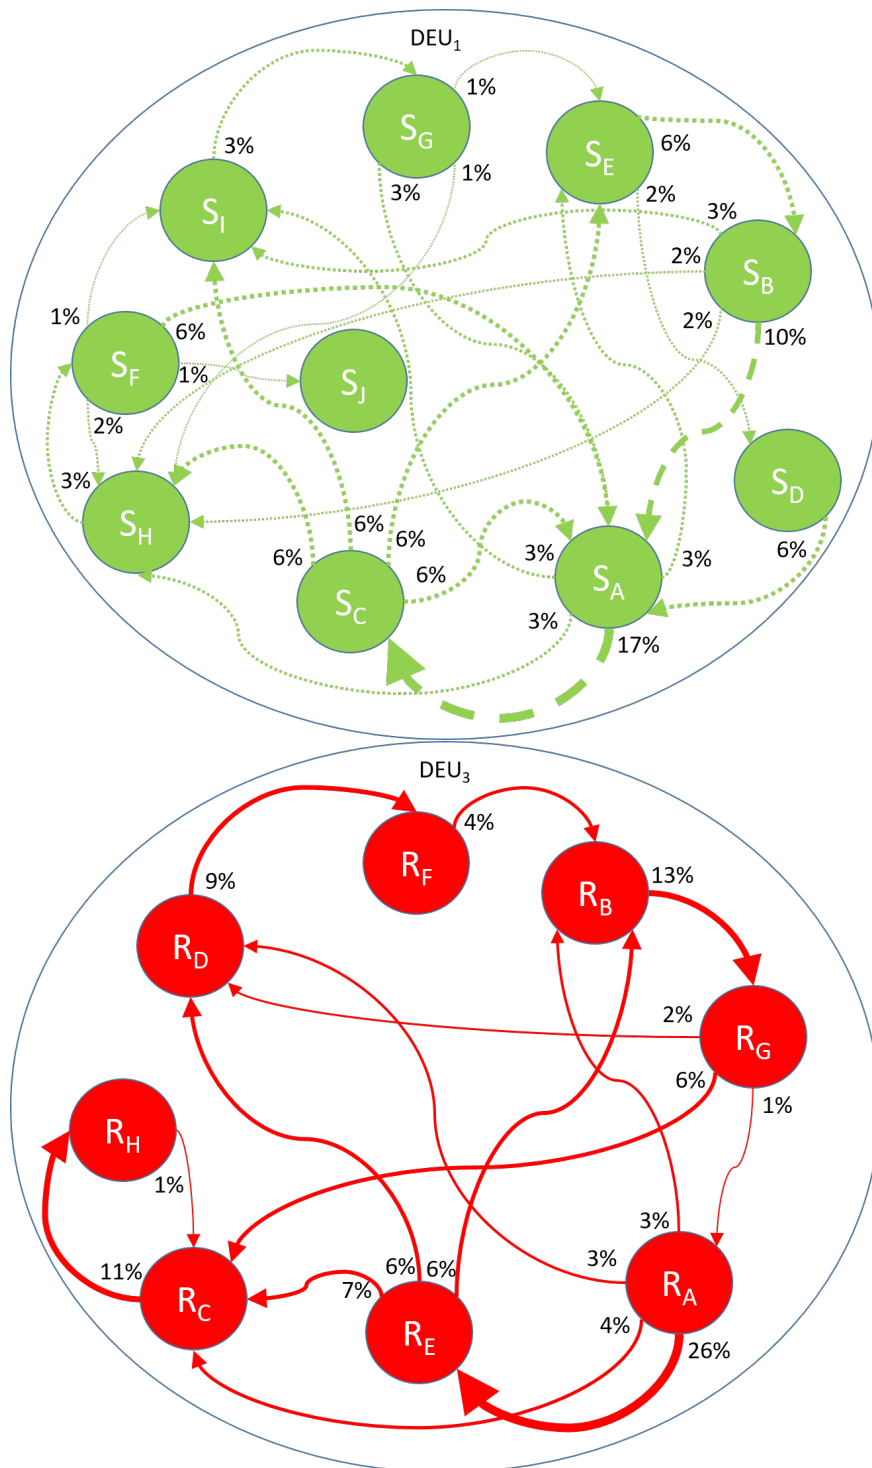 DEU1
1%
SG
SE
6%
3%
1%
3%
2%
3%
SI
2%
SB
1%
6%
2%
10%
SF
1%
SJ
2%
3%
SD
SH
6%
6%
6%
6%
3%
3%
6%
SC
SA
3%
17%
DEU3
4%
RF
13%
9%
RB
RD
2%
RG
6%
1%
RH
1%
3%
11%
6%
6%
3%
7%
RC
RA
4%
RE
26%